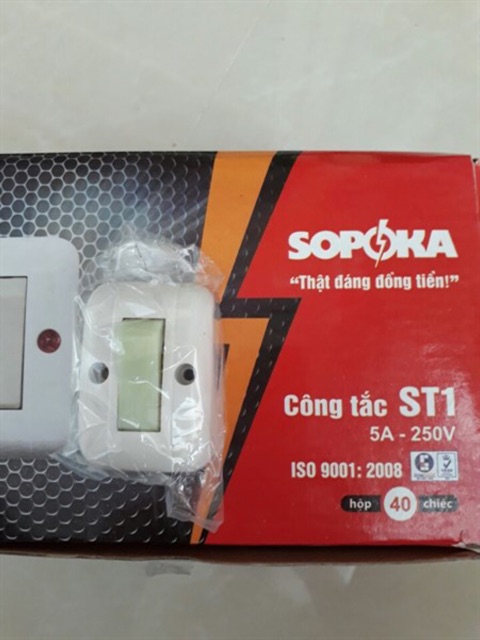 SOPOKA
"Thật đáng đồng tiền!"
Công tắc ST1
5A - 250V
ISO 9001: 2008
hộp 40 chiếc